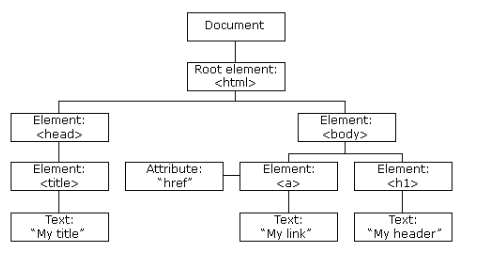 Document
Root element:
<html>
Element:
<head>
Element:
<body>
Element:
<title>
Attribute:
“href”
Element:
<a>
Element:
<h1>
Text:
“My title”
Text:
“My link”
Text:
“My header”